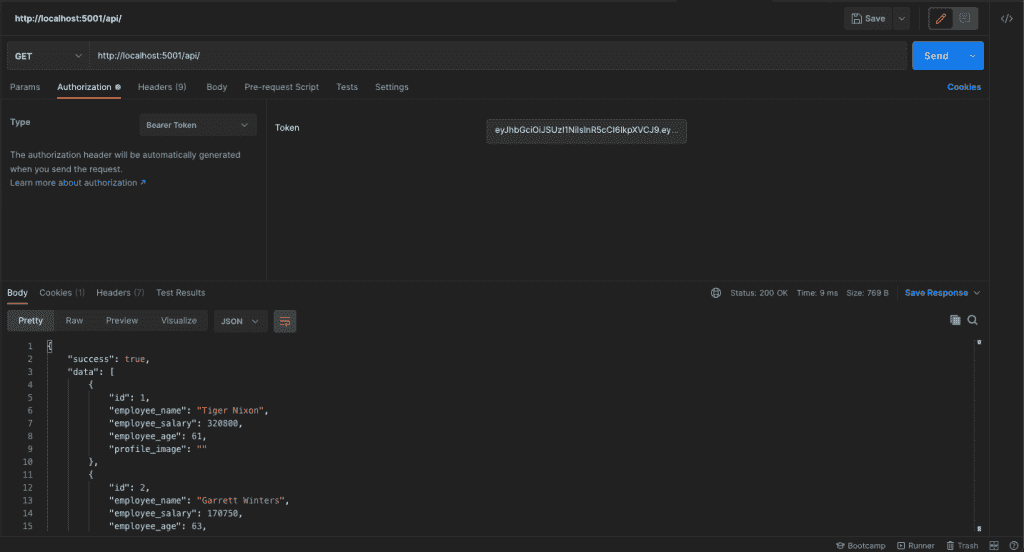 http://localhost:5001/api/
Save
GET
http://localhost:5001/api/
Send
Params Authorization Headers (9) Body Pre-request Script Tests Settings Cookies
Type
Bearer Token
Token
The authorization header will be automatically generated
when you send the request.
Learn more about authorization ↗
Body Cookies (1) Headers (7) Test Results
Status: 200 OK Time: 9 ms Size: 769 B Save Response
Pretty Raw Preview Visualize JSON
1 {
2 "success": true,
3 "data": [
4 {
5 "id": 1,
6 "employee_name": "Tiger Nixon",
7 "employee_salary": 320800,
8 "employee_age": 61,
9 "profile_image": ""
10 },
11 {
12 "id": 2,
13 "employee_name": "Garrett Winters",
14 "employee_salary": 170750,
15 "employee_age": 63,
Bootcamp Runner Trash